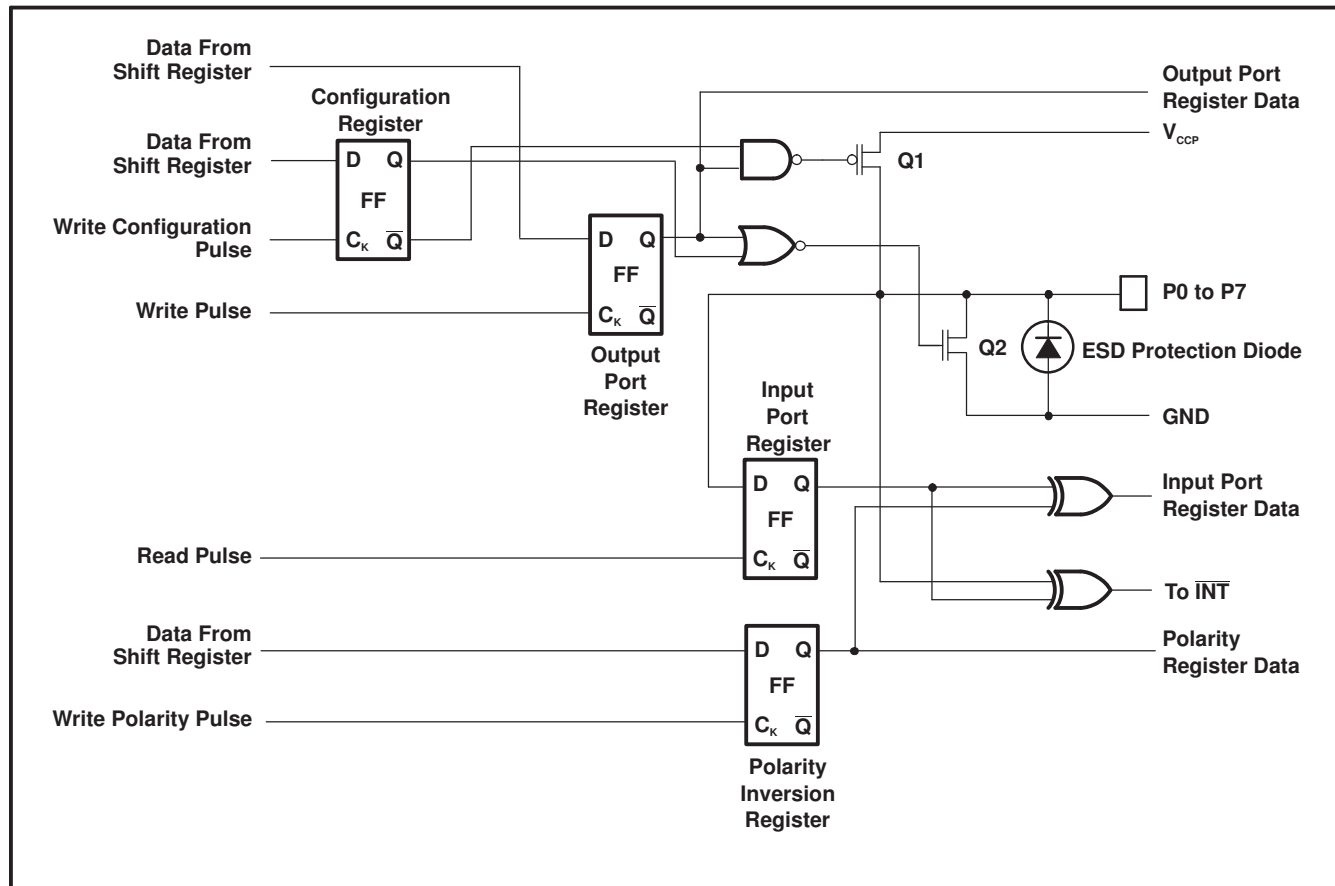 Data From
Shift Register
Configuration
Register
Data From
Shift Register
D Q
FF
CK Q̅
Write Configuration
Pulse
Write Pulse
D Q
FF
CK Q̅
Output
Port
Register
Output Port
Register Data
VCCP
Q1
P0 to P7
Q2
ESD Protection Diode
GND
Input
Port
Register
D Q
FF
CK Q̅
Read Pulse
Input Port
Register Data
To I̅N̅T̅
Data From
Shift Register
D Q
FF
CK Q̅
Write Polarity Pulse
Polarity
Register Data
Polarity
Inversion
Register